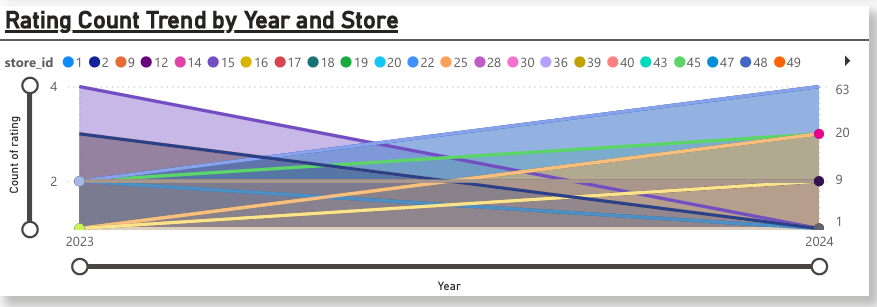 Rating Count Trend by Year and Store
store_id 1 2 9 12 14 15 16 17 18 19 20 22 25 28 30 36 39 40 43 45 47 48 49
4
63
20
Count of rating
2
9
1
2023 2024
Year